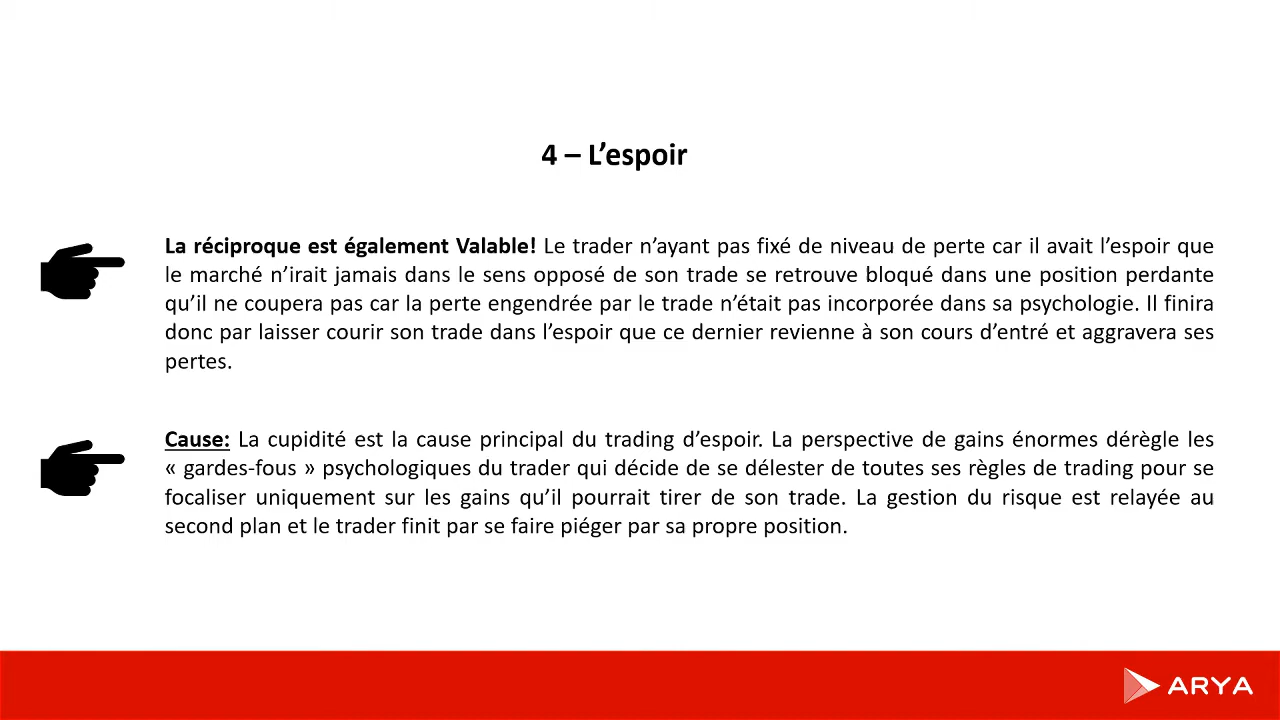 4 – L’espoir
La réciproque est également Valable! Le trader n’ayant pas fixé de niveau de perte car il avait l’espoir que
le marché n’irait jamais dans le sens opposé de son trade se retrouve bloqué dans une position perdante
qu’il ne coupera pas car la perte engendrée par le trade n’était pas incorporée dans sa psychologie. Il finira
donc par laisser courir son trade dans l’espoir que ce dernier revienne à son cours d’entré et aggravera ses
pertes.
Cause: La cupidité est la cause principal du trading d’espoir. La perspective de gains énormes dérègle les
« gardes-fous » psychologiques du trader qui décide de se délester de toutes ses règles de trading pour se
focaliser uniquement sur les gains qu’il pourrait tirer de son trade. La gestion du risque est relayée au
second plan et le trader finit par se faire piéger par sa propre position.
ARYA